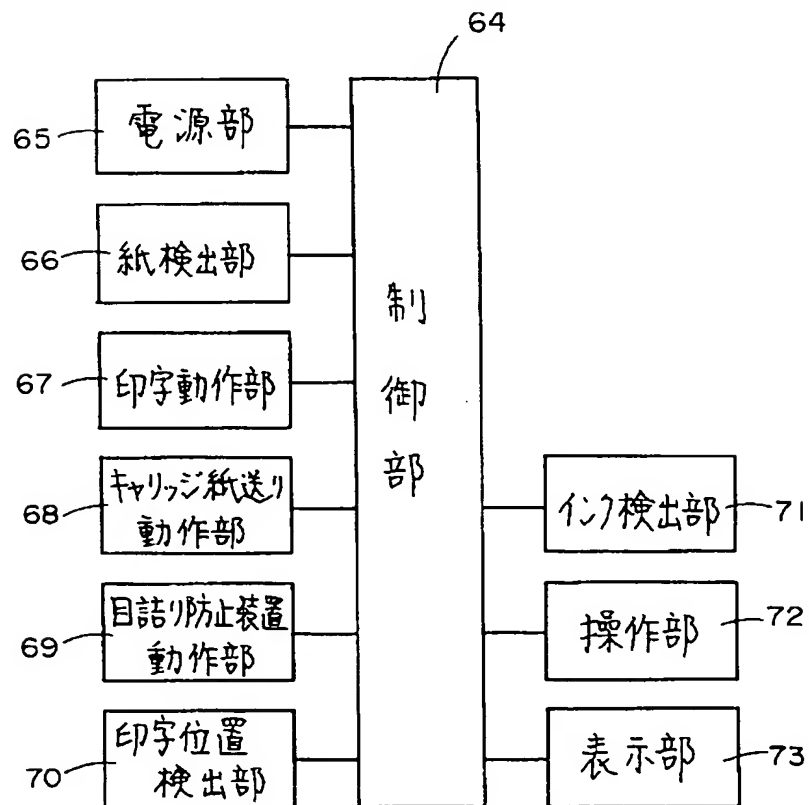 64
65
電源部
66
紙検出部
67
印字動作部
68
キャリッジ紙送り
動作部
69
目詰り防止装置
動作部
70
印字位置
検出部
制
御
部
インク検出部
71
操作部
72
表示部
73